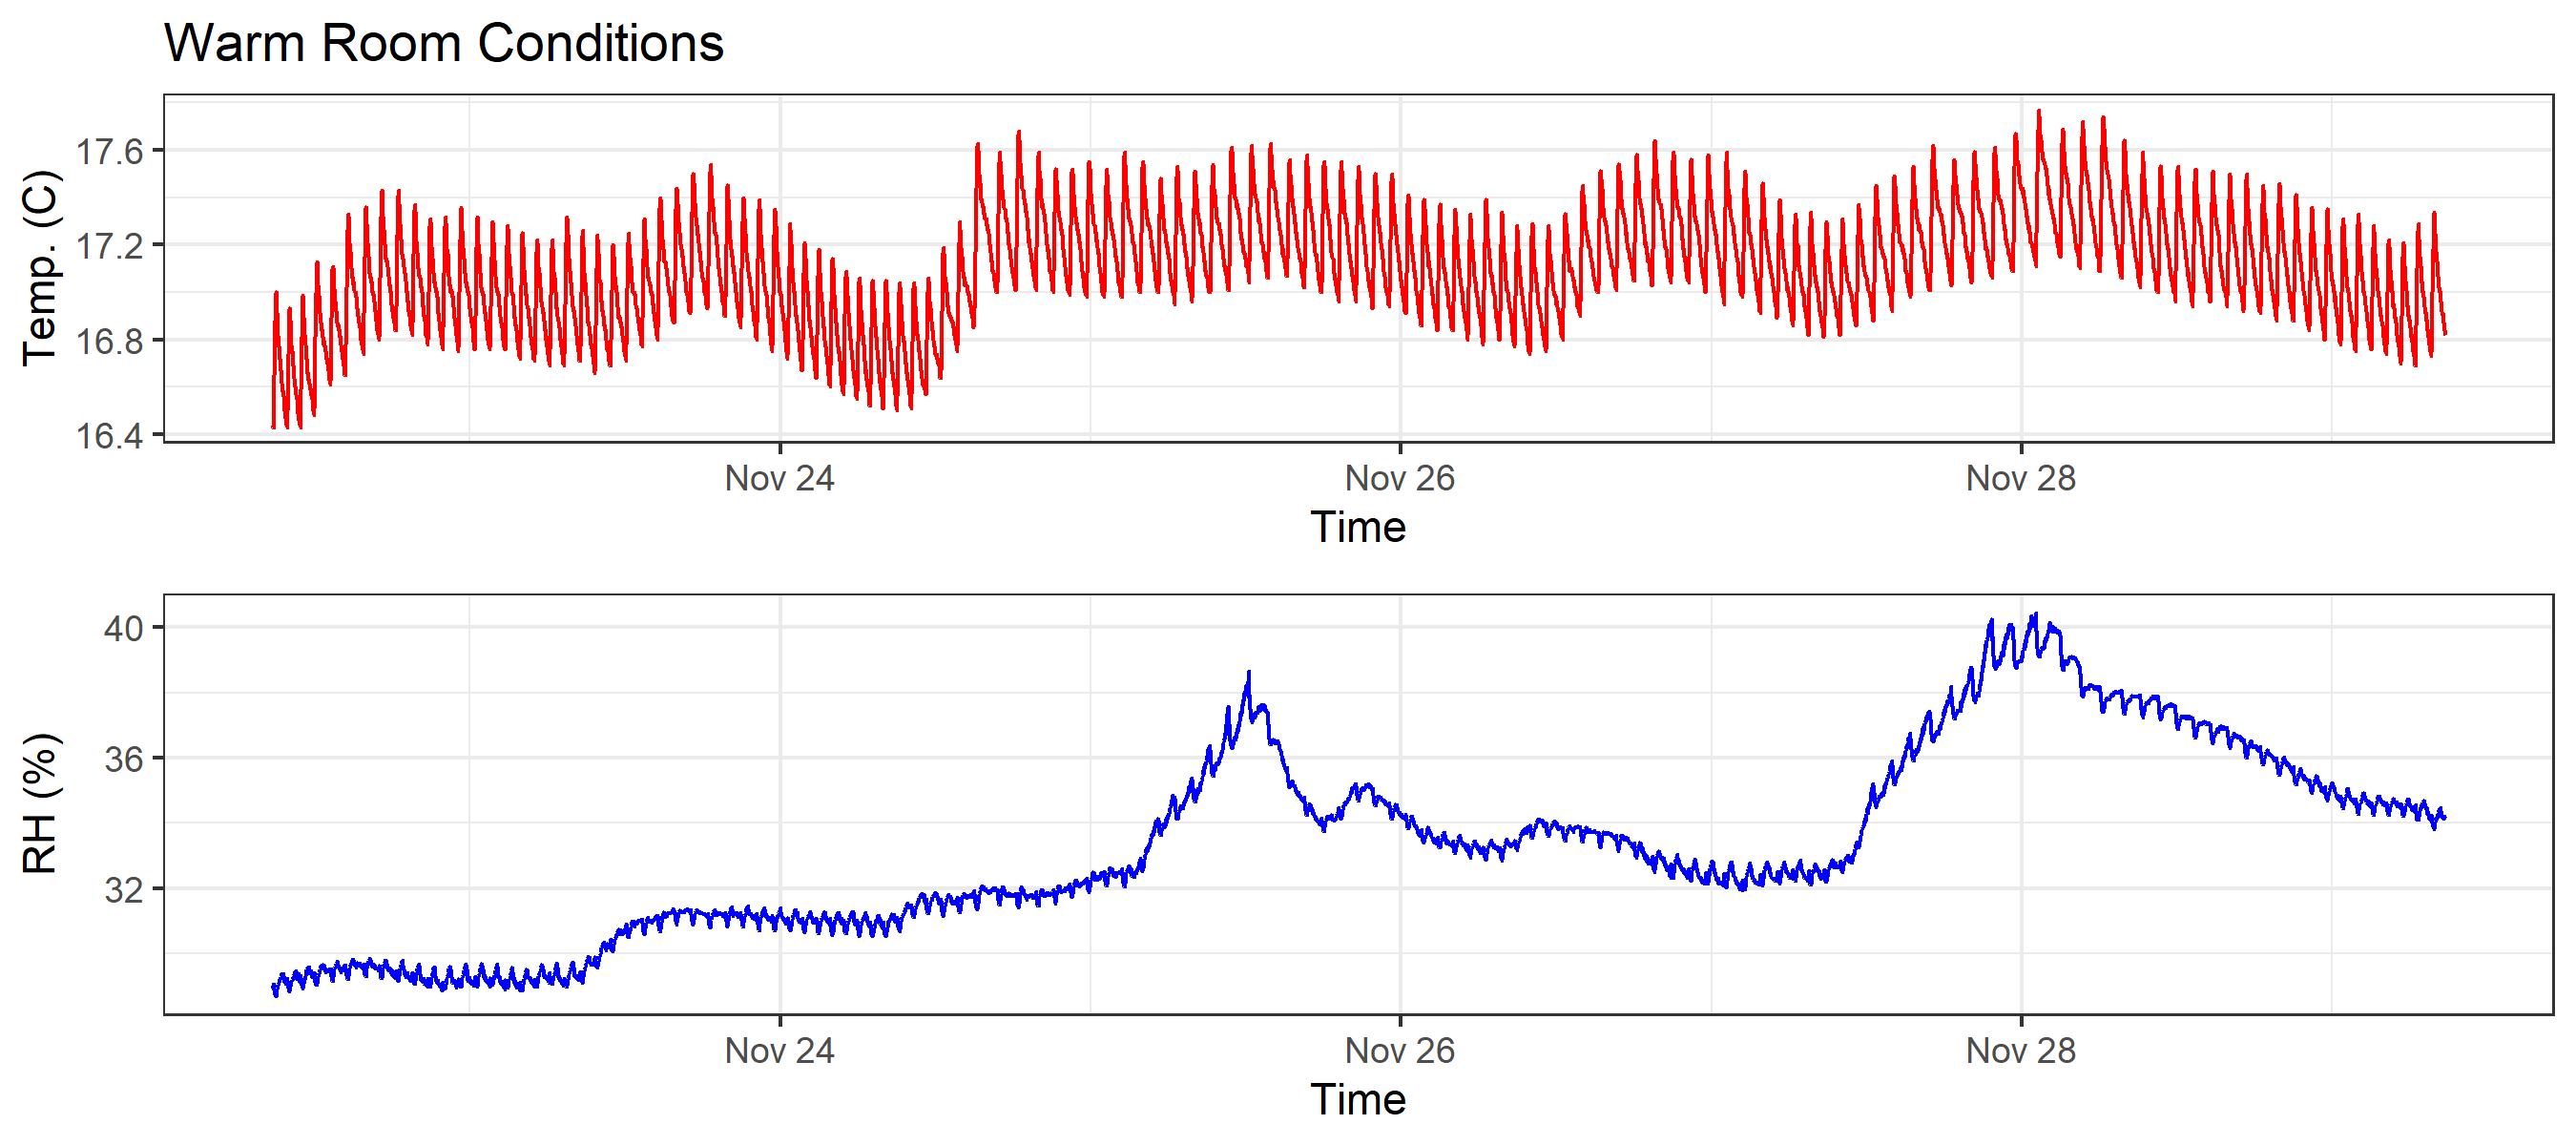 Warm Room Conditions
Temp. (C)
17.6
17.2
16.8
16.4
Nov 24 Nov 26 Nov 28
Time
RH (%)
40
36
32
Nov 24 Nov 26 Nov 28
Time